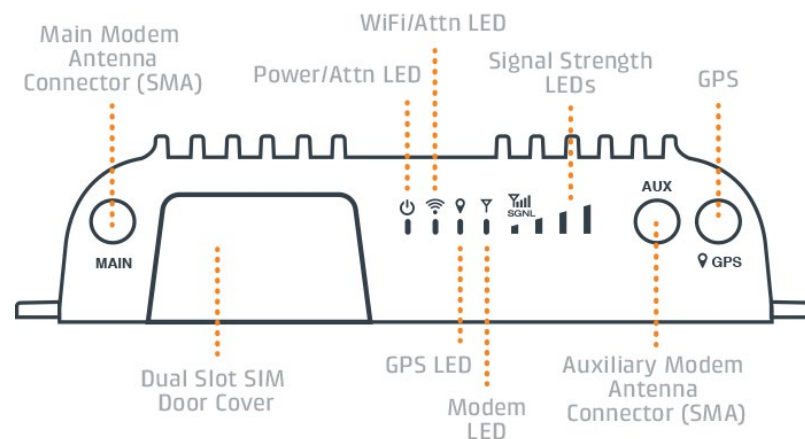 WiFi/Attn LED
Main Modem
Antenna
Connector (SMA)
Power/Attn LED
Signal Strength
LEDs
GPS
MAIN
SGNL
AUX
GPS
Dual Slot SIM
Door Cover
GPS LED
Modem
LED
Auxiliary Modem
Antenna
Connector (SMA)